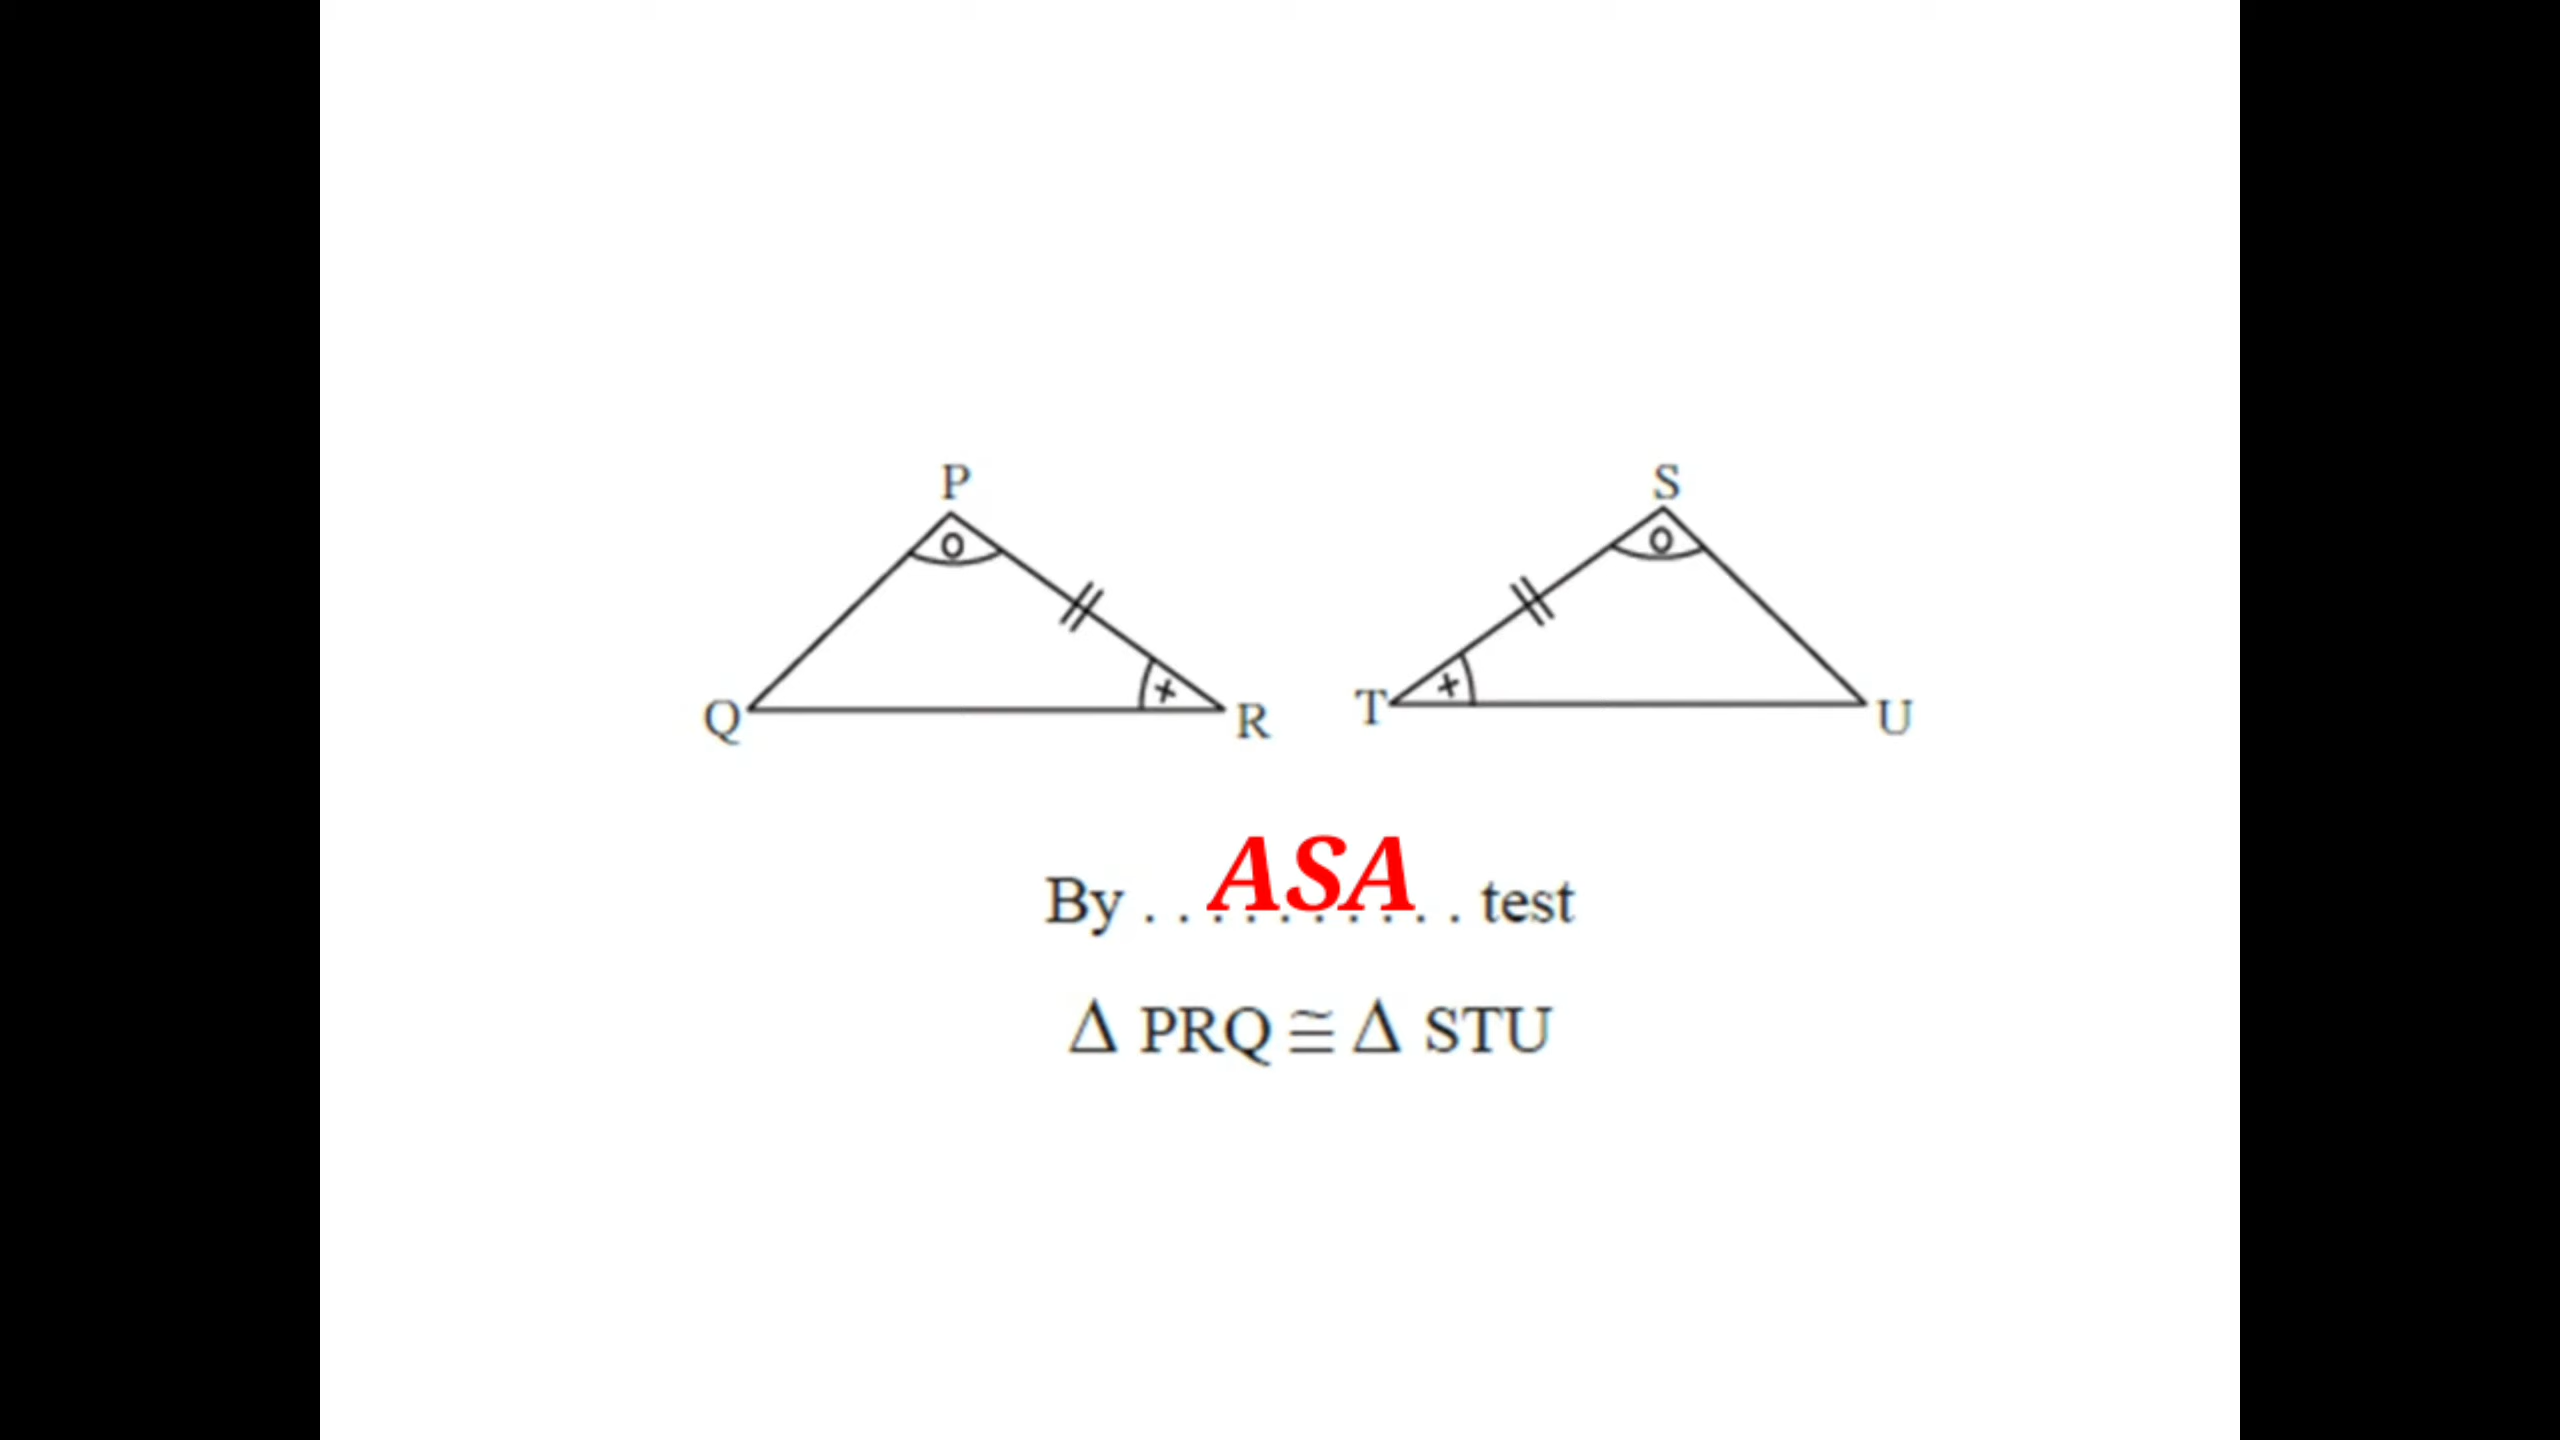 P
S
O
O
Q
+
R
T
+
U
By . . ASA . . test
Δ PRQ ≅ Δ STU